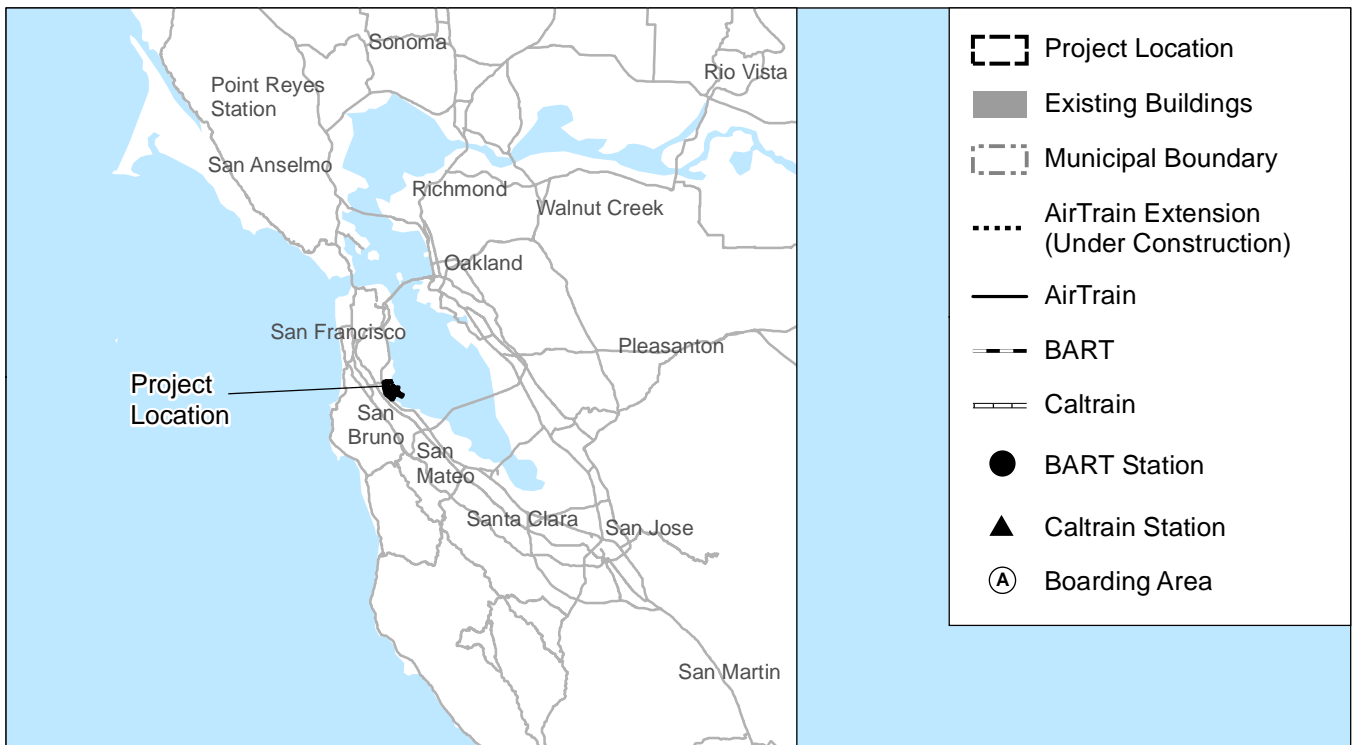 Sonoma
Rio Vista
Point Reyes
Station
San Anselmo
Richmond
Walnut Creek
Oakland
San Francisco
Pleasanton
Project
Location
San
Bruno
San
Mateo
Santa Clara
San Jose
San Martin
Project Location
Existing Buildings
Municipal Boundary
AirTrain Extension
(Under Construction)
AirTrain
BART
Caltrain
BART Station
Caltrain Station
A Boarding Area